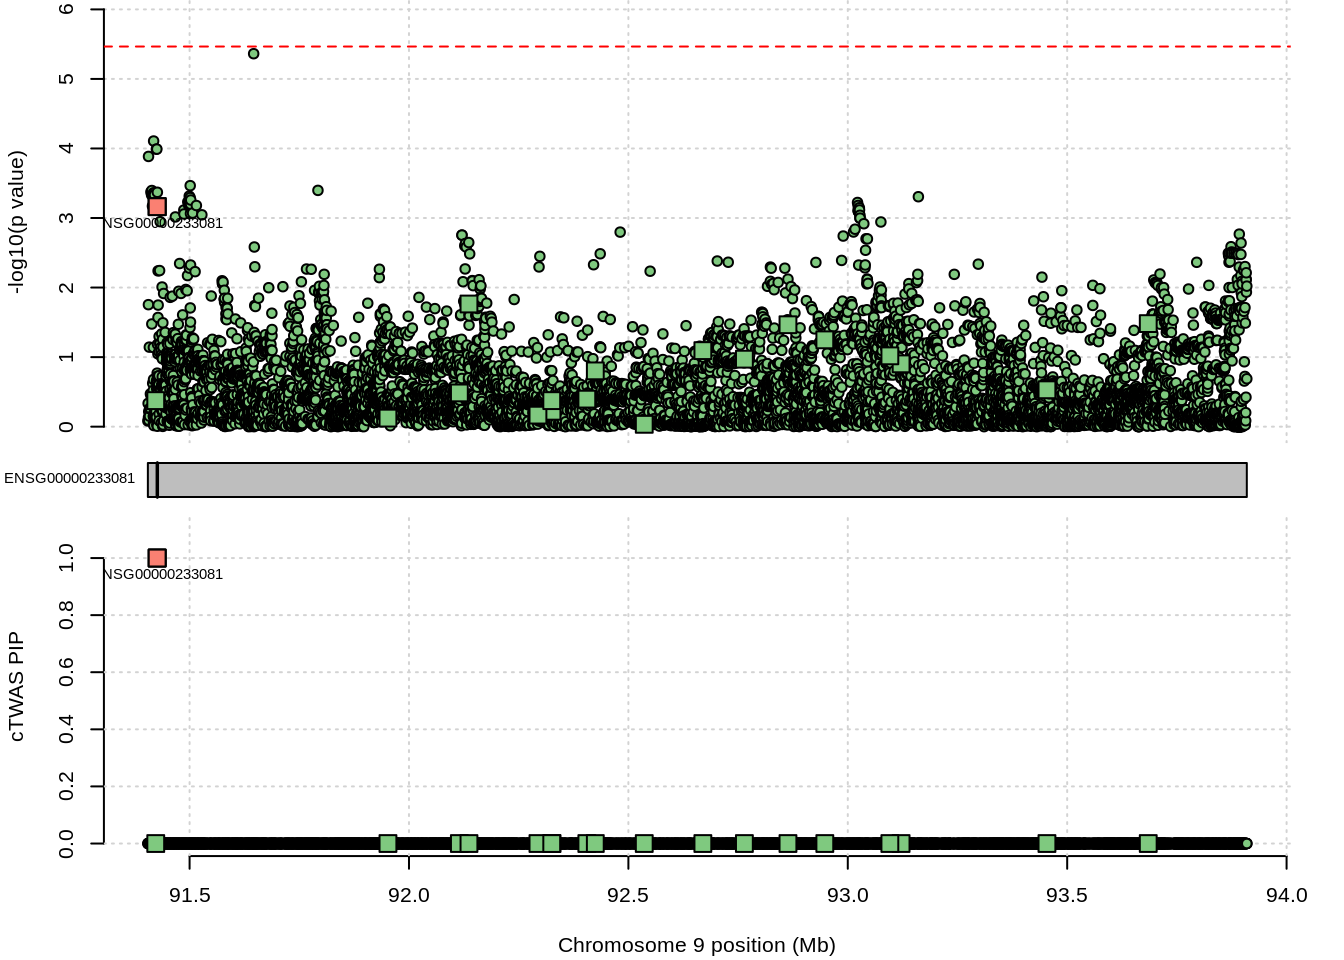 6
5
4
3
2
1
0
-log10(p value)
NSG00000233081
ENSG00000233081
1.0
0.8
0.6
0.4
0.2
0.0
cTWAS PIP
NSG00000233081
91.5 92.0 92.5 93.0 93.5 94.0
Chromosome 9 position (Mb)